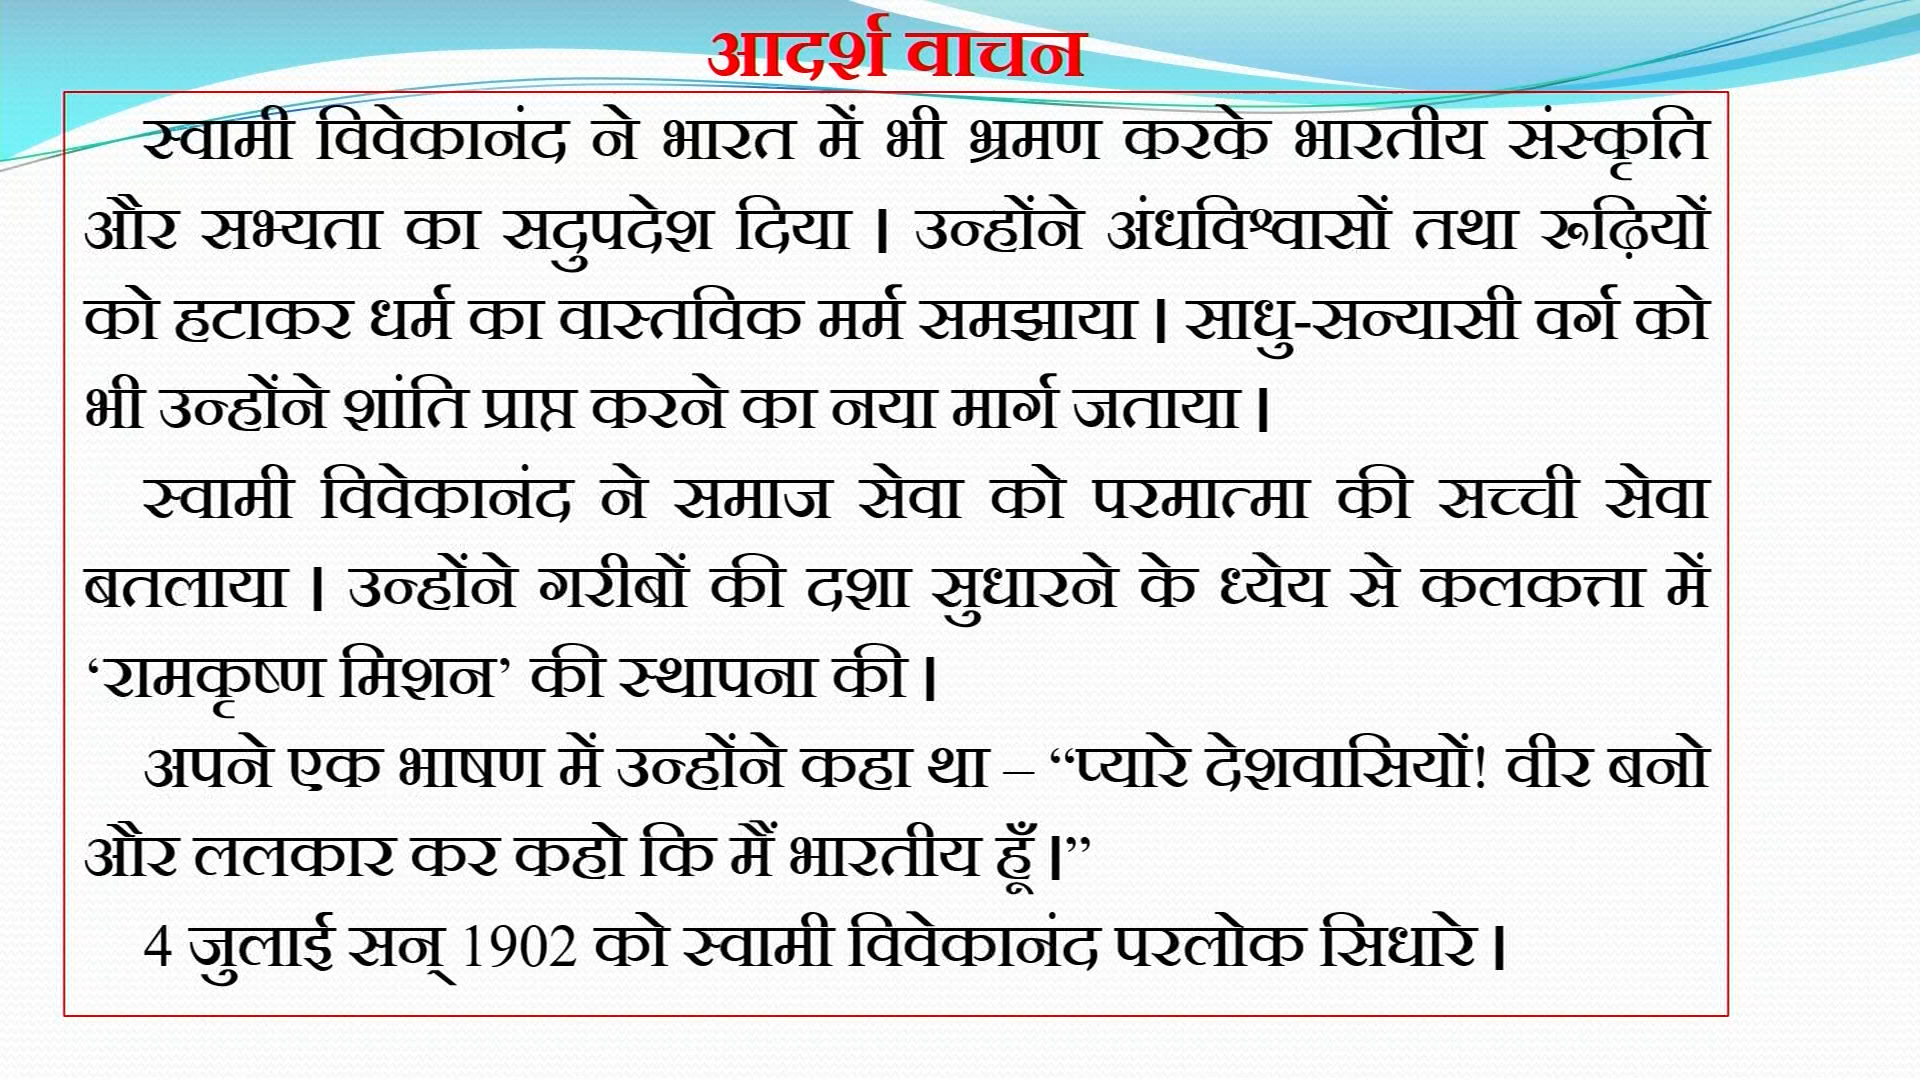 आदर्श वाचन
स्वामी विवेकानंद ने भारत में भी भ्रमण करके भारतीय संस्कृति
और सभ्यता का सदुपदेश दिया । उन्होंने अंधविश्वासों तथा रूढ़ियों
को हटाकर धर्म का वास्तविक मर्म समझाया । साधु-सन्यासी वर्ग को
भी उन्होंने शांति प्राप्त करने का नया मार्ग जताया ।
स्वामी विवेकानंद ने समाज सेवा को परमात्मा की सच्ची सेवा
बतलाया । उन्होंने गरीबों की दशा सुधारने के ध्येय से कलकत्ता में
‘रामकृष्ण मिशन’ की स्थापना की ।
अपने एक भाषण में उन्होंने कहा था – “प्यारे देशवासियों! वीर बनो
और ललकार कर कहो कि मैं भारतीय हूँ ।”
4 जुलाई सन् 1902 को स्वामी विवेकानंद परलोक सिधारे ।